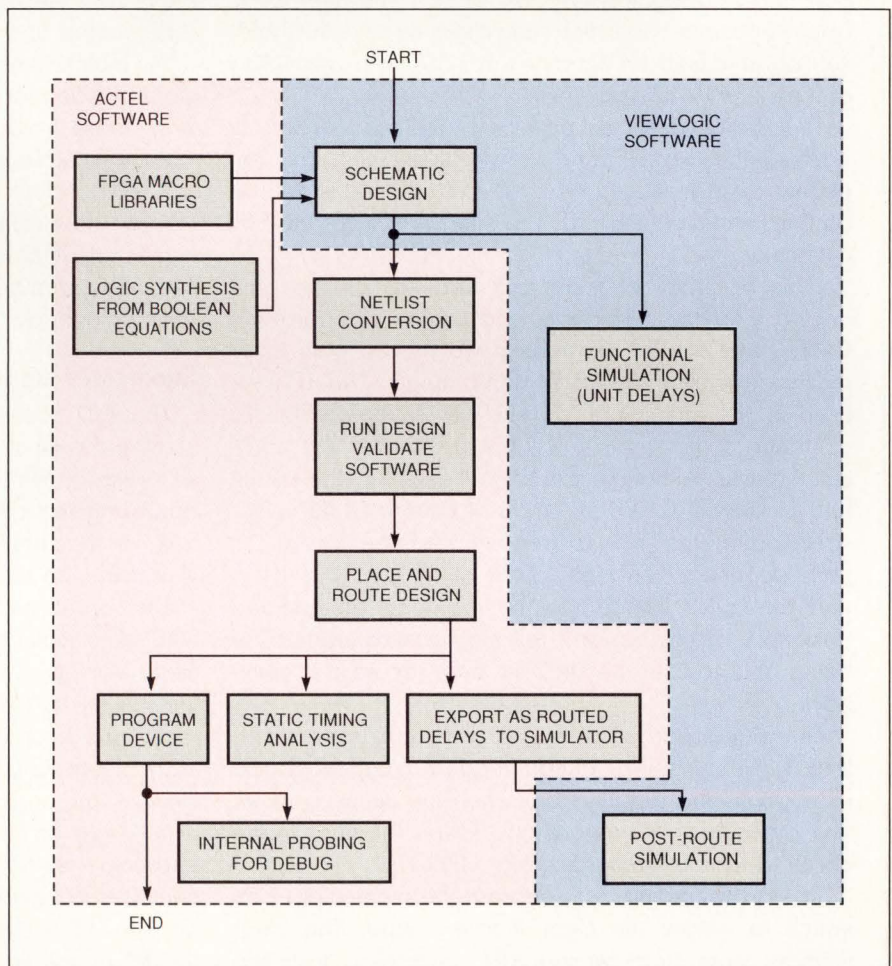 START
ACTEL
SOFTWARE
VIEWLOGIC
SOFTWARE
FPGA MACRO
LIBRARIES
SCHEMATIC
DESIGN
LOGIC SYNTHESIS
FROM BOOLEAN
EQUATIONS
NETLIST
CONVERSION
FUNCTIONAL
SIMULATION
(UNIT DELAYS)
RUN DESIGN
VALIDATE
SOFTWARE
PLACE AND
ROUTE DESIGN
PROGRAM
DEVICE
STATIC TIMING
ANALYSIS
EXPORT AS ROUTED
DELAYS TO SIMULATOR
INTERNAL PROBING
FOR DEBUG
POST-ROUTE
SIMULATION
END